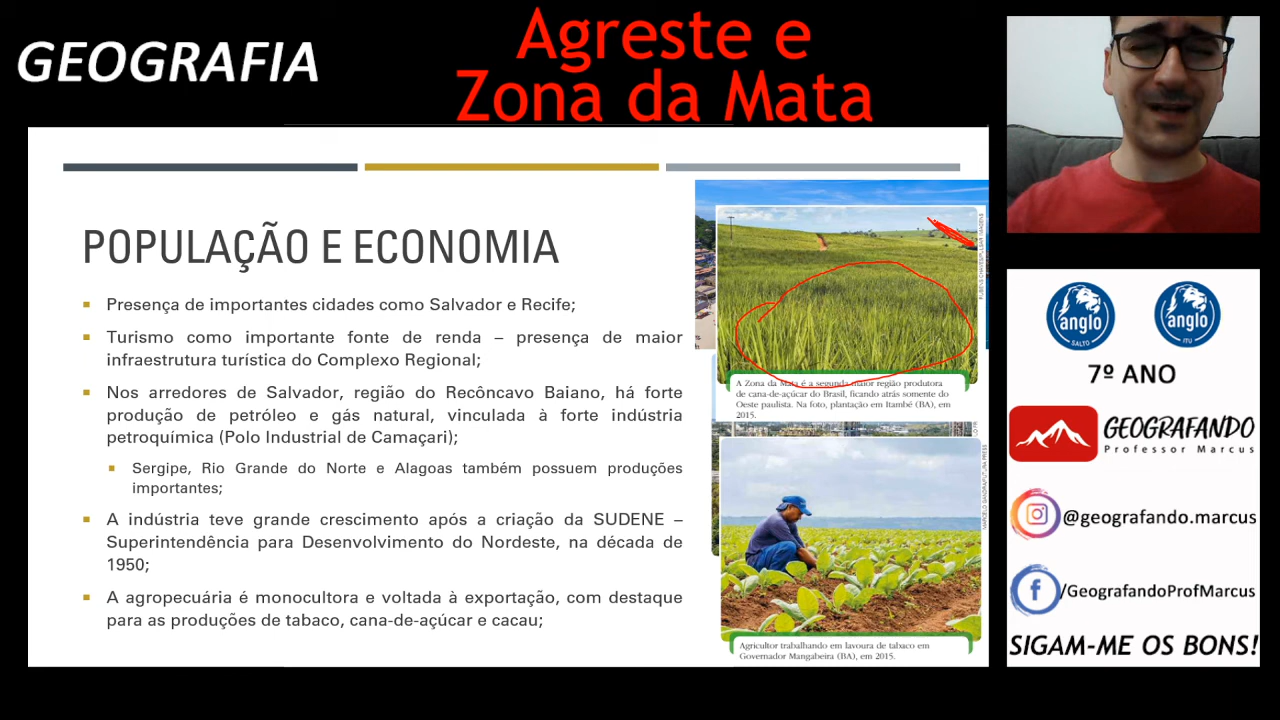 GEOGRAFIA
Agreste e
Zona da Mata
POPULAÇÃO E ECONOMIA
Presença de importantes cidades como Salvador e Recife;
Turismo como importante fonte de renda – presença de maior
infraestrutura turística do Complexo Regional;
Nos arredores de Salvador, região do Recôncavo Baiano, há forte
produção de petróleo e gás natural, vinculada à forte indústria
petroquímica (Polo Industrial de Camaçari);
Sergipe, Rio Grande do Norte e Alagoas também possuem produções
importantes;
A indústria teve grande crescimento após a criação da SUDENE –
Superintendência para Desenvolvimento do Nordeste, na década de
1950;
A agropecuária é monocultora e voltada à exportação, com destaque
para as produções de tabaco, cana-de-açúcar e cacau;
A Zona da Mata é a segunda maior região produtora
de cana-de-açúcar do Brasil, ficando atrás somente do
Oeste paulista. Na foto, plantação em Itambé (BA), em
2015.
Agricultor trabalhando em lavoura de tabaco em
Governador Mangabeira (BA), em 2015.
anglo
SALTO
anglo
ITU
7º ANO
GEOGRAFANDO
Professor Marcus
@geografando.marcus
/GeografandoProfMarcus
SIGAM-ME OS BONS!